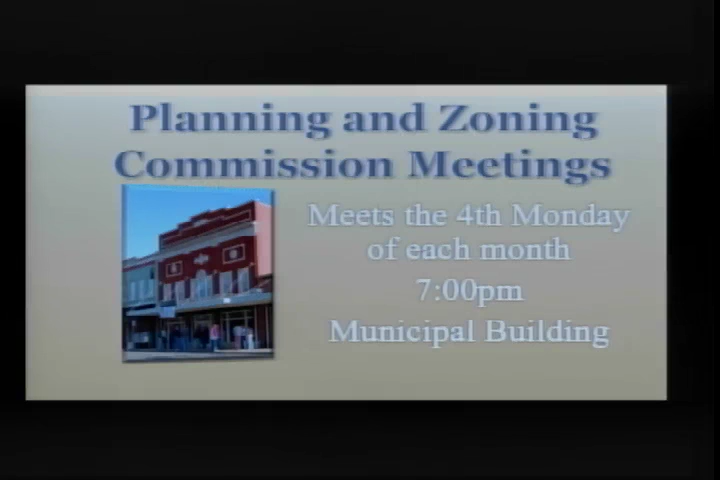 Planning and Zoning
Commission Meetings
Meets the 4th Monday
of each month
7:00pm
Municipal Building